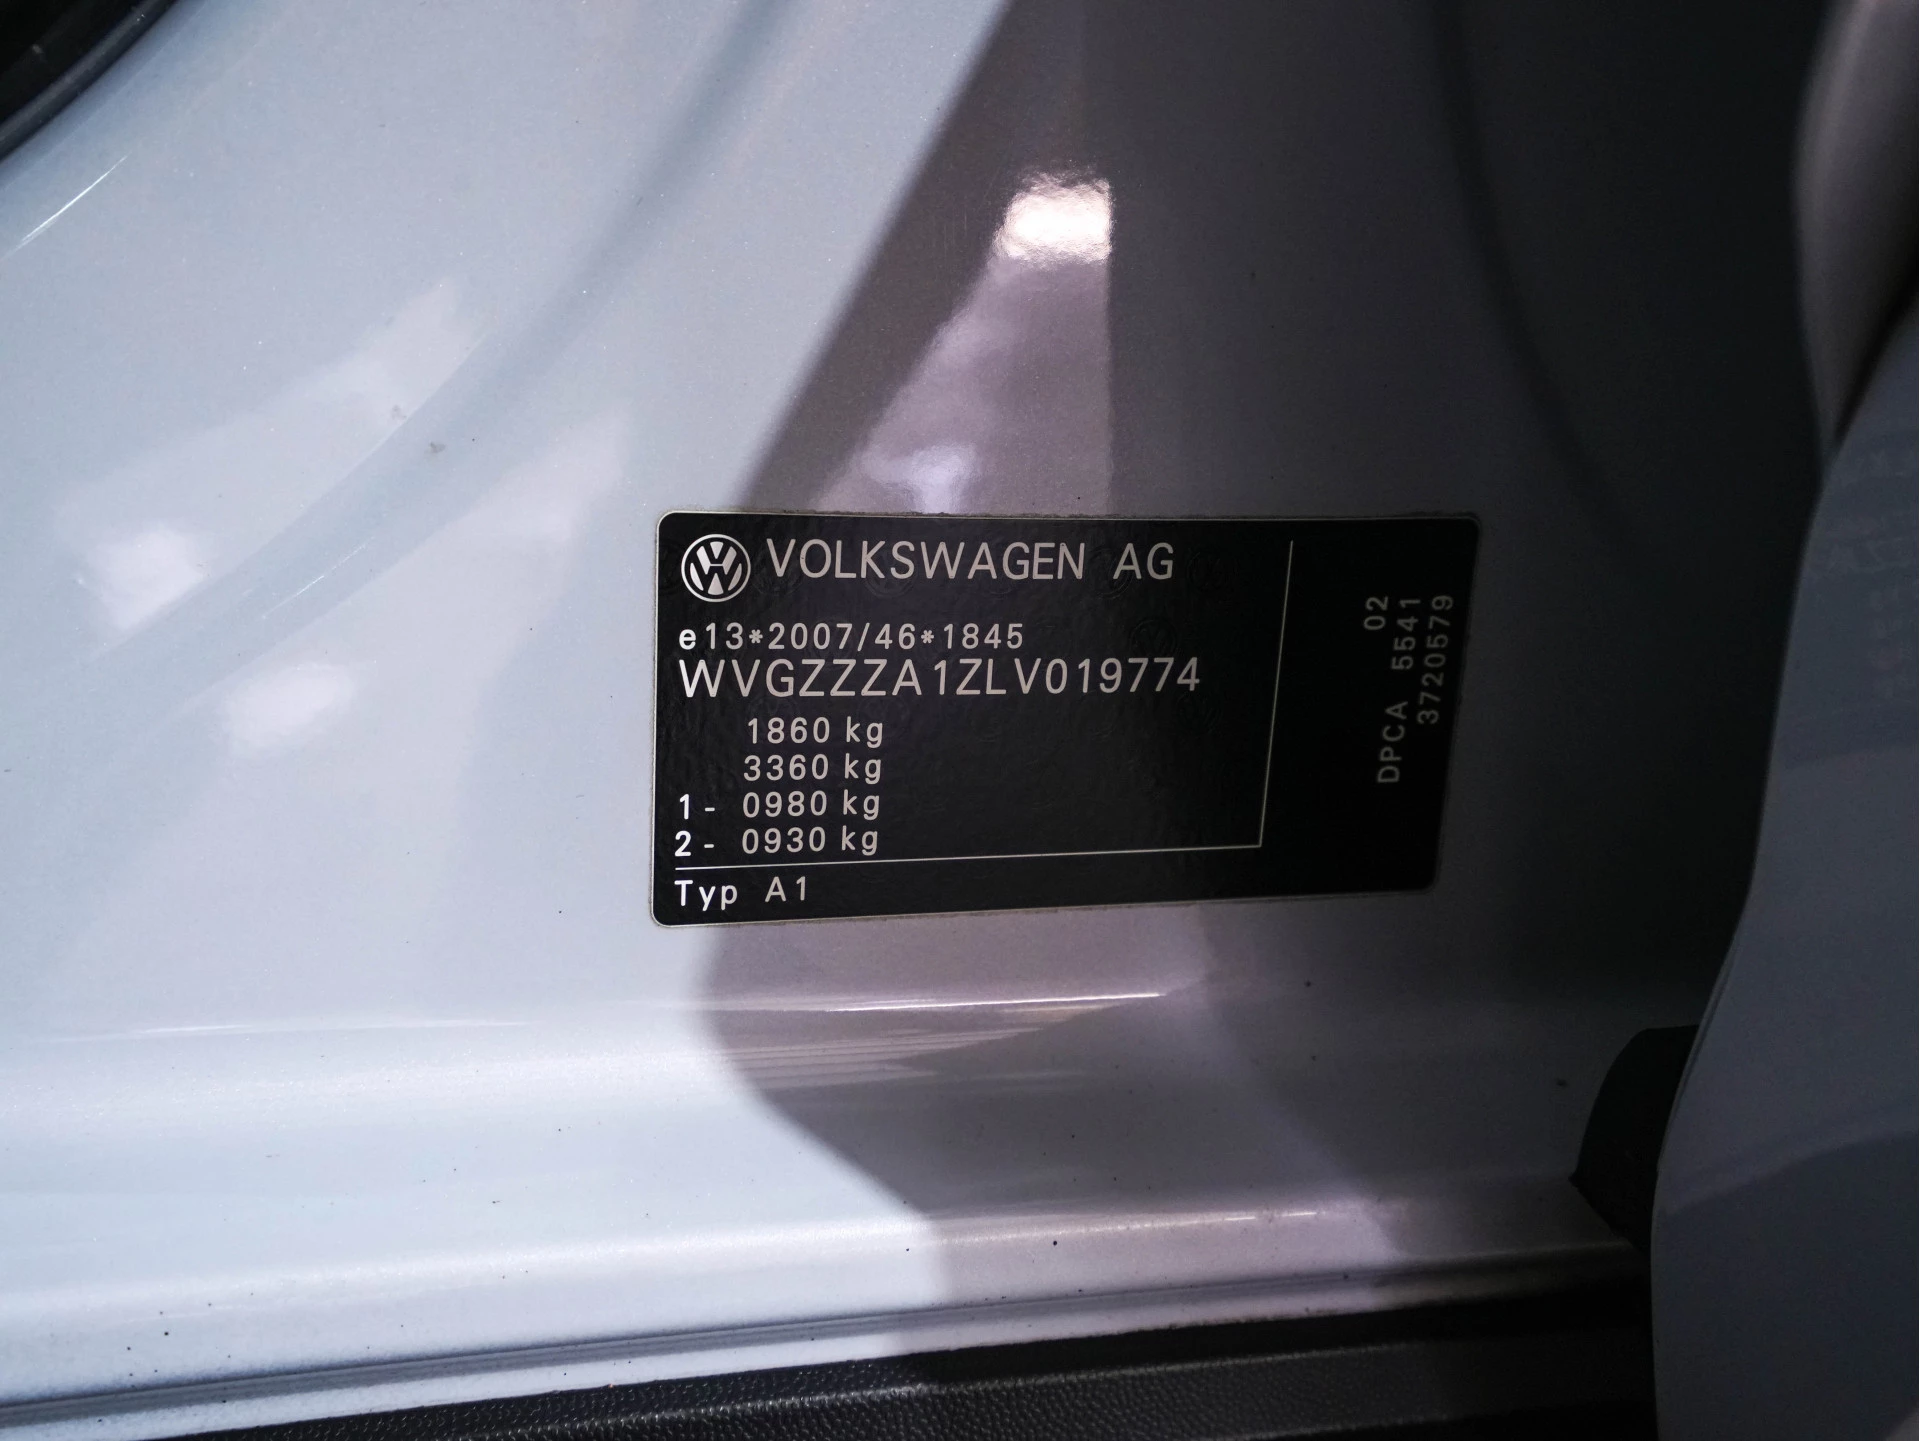 VOLKSWAGEN AG
e13*2007/46*1845
WVGZZZA1ZLV019774
1860 kg
3360 kg
1- 0980 kg
2- 0930 kg
Typ A1
02
DPCA 5541
3720579